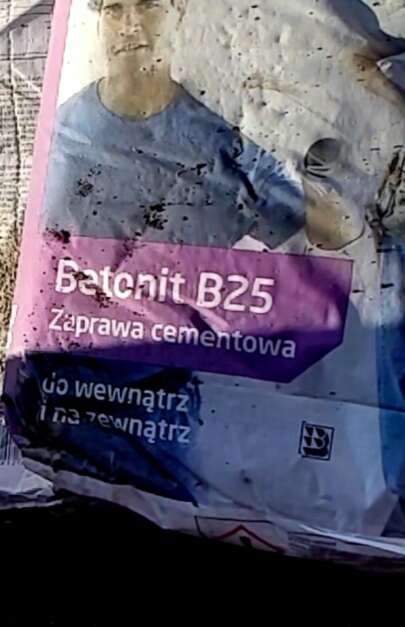 Betonit B25
Zaprawa cementowa
do wewnątrz
i na zewnątrz